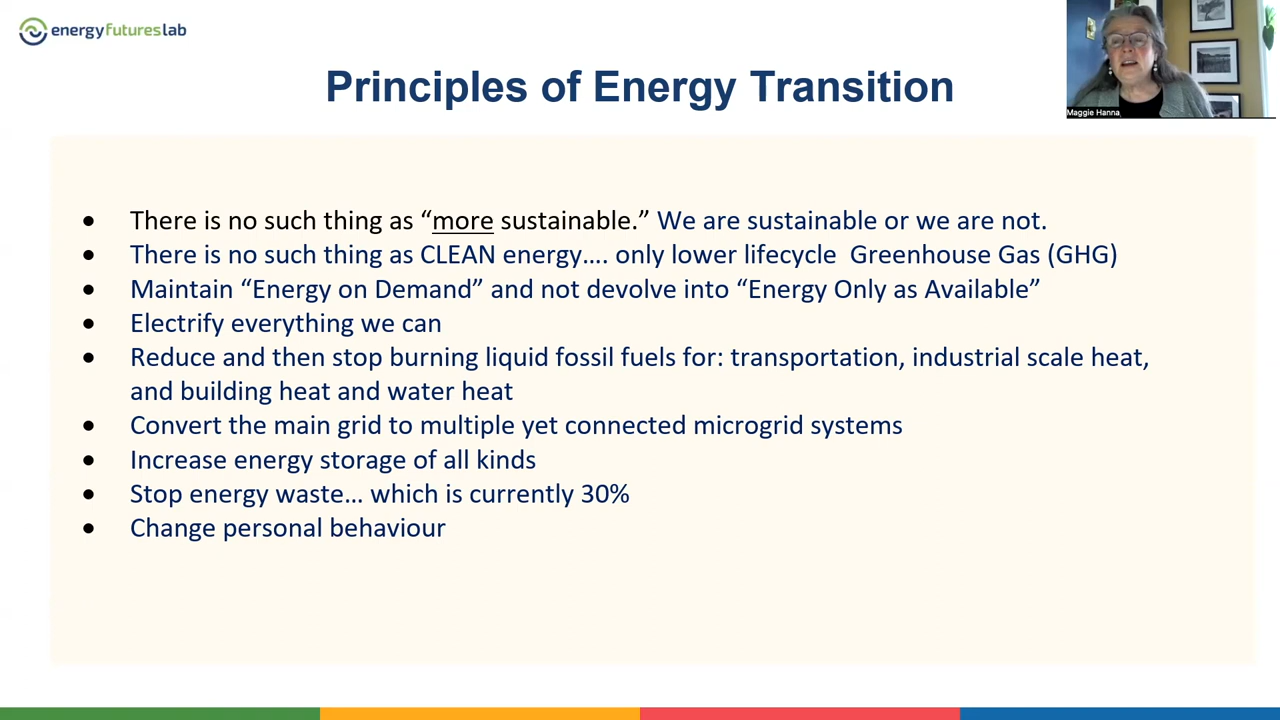 energyfutureslab
Principles of Energy Transition
Maggie Hanna
• There is no such thing as “more sustainable.” We are sustainable or we are not.
• There is no such thing as CLEAN energy…. only lower lifecycle Greenhouse Gas (GHG)
• Maintain “Energy on Demand” and not devolve into “Energy Only as Available”
• Electrify everything we can
• Reduce and then stop burning liquid fossil fuels for: transportation, industrial scale heat,
and building heat and water heat
• Convert the main grid to multiple yet connected microgrid systems
• Increase energy storage of all kinds
• Stop energy waste… which is currently 30%
• Change personal behaviour